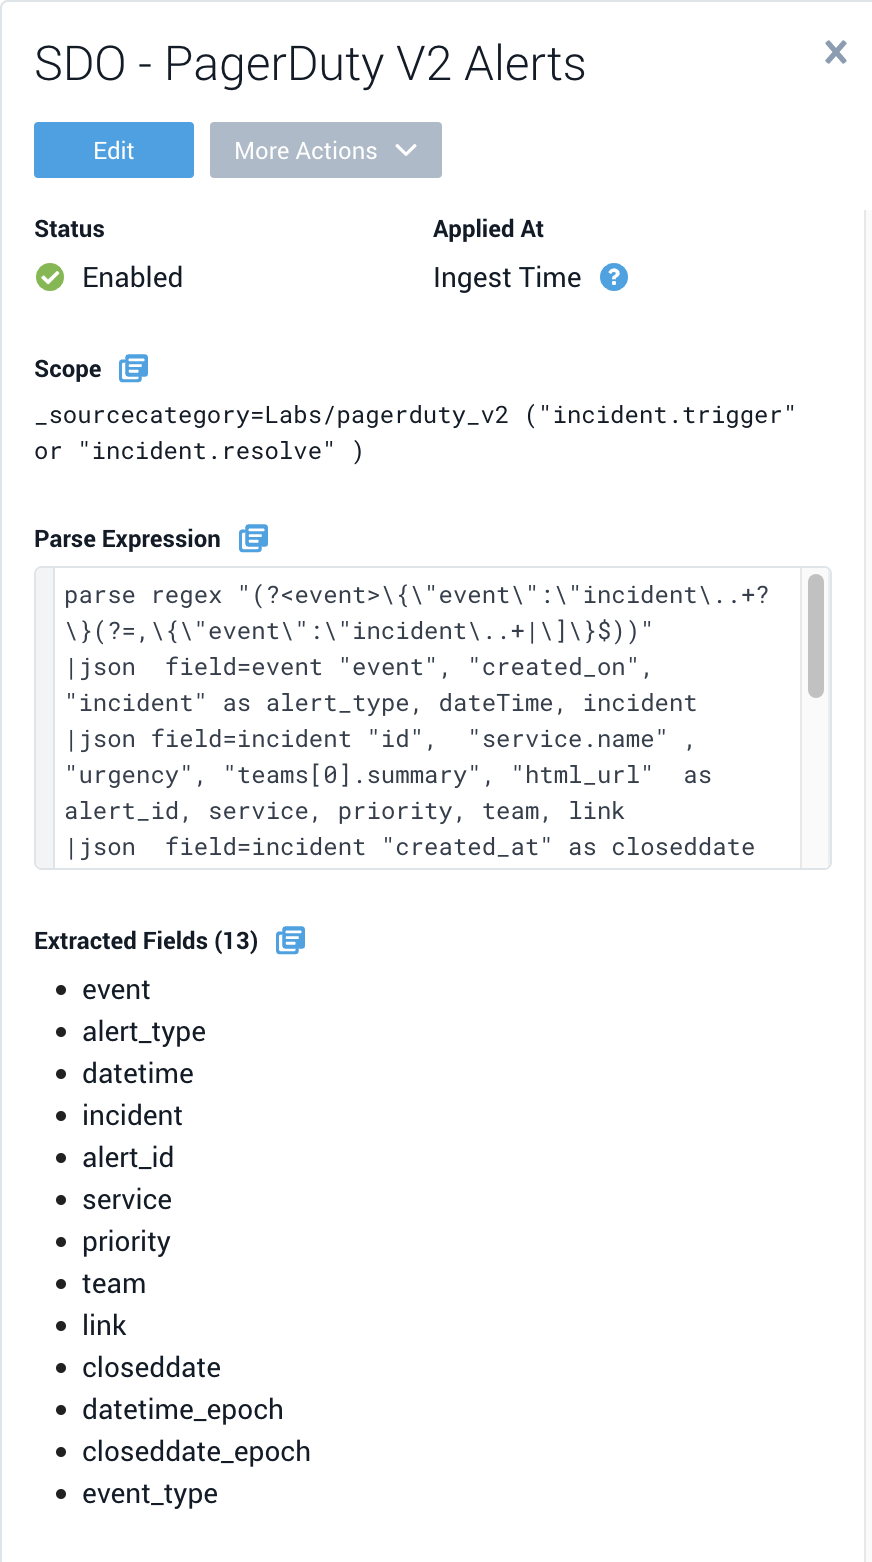 SDO - PagerDuty V2 Alerts
Edit
More Actions
Status
Applied At
Enabled
Ingest Time
Scope
_sourcecategory=Labs/pagerduty_v2 ("incident.trigger"
or "incident.resolve" )
Parse Expression
parse regex "(?<event>\{\"event\":\"incident\..+?
\}(?=,\{\"event\":\"incident\..+|\]\}$))"
|json  field=event "event", "created_on",
"incident" as alert_type, dateTime, incident
|json field=incident "id",  "service.name" ,
"urgency", "teams[0].summary", "html_url"  as
alert_id, service, priority, team, link
|json  field=incident "created_at" as closeddate
Extracted Fields (13)
• event
• alert_type
• datetime
• incident
• alert_id
• service
• priority
• team
• link
• closeddate
• datetime_epoch
• closeddate_epoch
• event_type